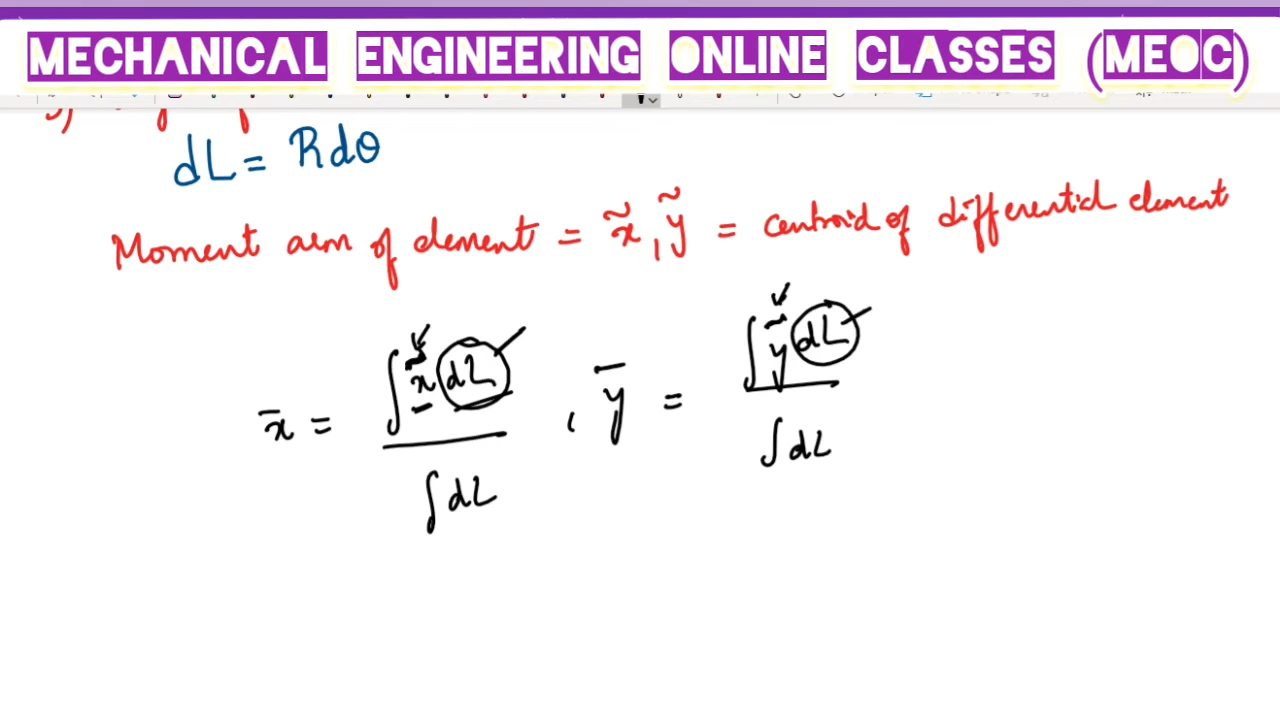 MECHANICAL ENGINEERING ONLINE CLASSES (MEOC)
dL = Rdθ
Moment arm of element = x̃, ỹ = centroid of differential element
x̄ = ∫ x̃ dL / ∫ dL , ȳ = ∫ ỹ dL / ∫ dL